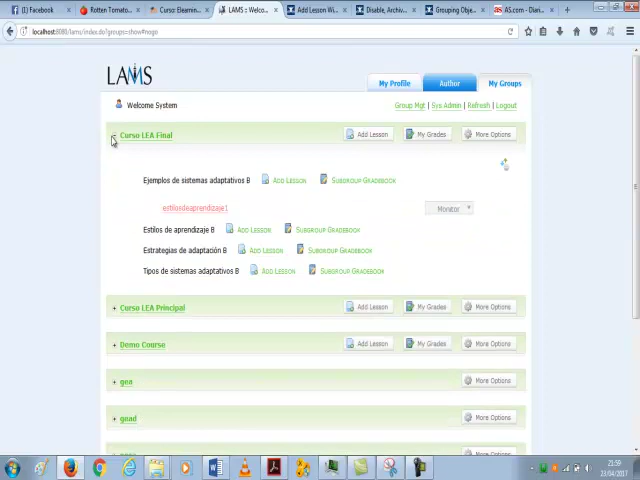 (1) Facebook
Rotten Tomato...
Curso: Elearnin...
LAMS :: Welco...
Add Lesson Wi...
Disable, Archiv...
Grouping Obje...
AS.com - Diari...
localhost:8080/lams/index.do?groups=show#nogo
LAMS
My Profile
Author
My Groups
Welcome System
Group Mgt | Sys Admin | Refresh | Logout
Curso LEA Final
Add Lesson
My Grades
More Options
Ejemplos de sistemas adaptativos B
ADD LESSON
SUBGROUP GRADEBOOK
estilosdeaprendizaje1
Monitor
Estilos de aprendizaje B
ADD LESSON
SUBGROUP GRADEBOOK
Estrategias de adaptación B
ADD LESSON
SUBGROUP GRADEBOOK
Tipos de sistemas adaptativos B
ADD LESSON
SUBGROUP GRADEBOOK
+ Curso LEA Principal
Add Lesson
My Grades
More Options
+ Demo Course
Add Lesson
My Grades
More Options
+ gea
More Options
+ gead
More Options
More Options
21:59
23/04/2017